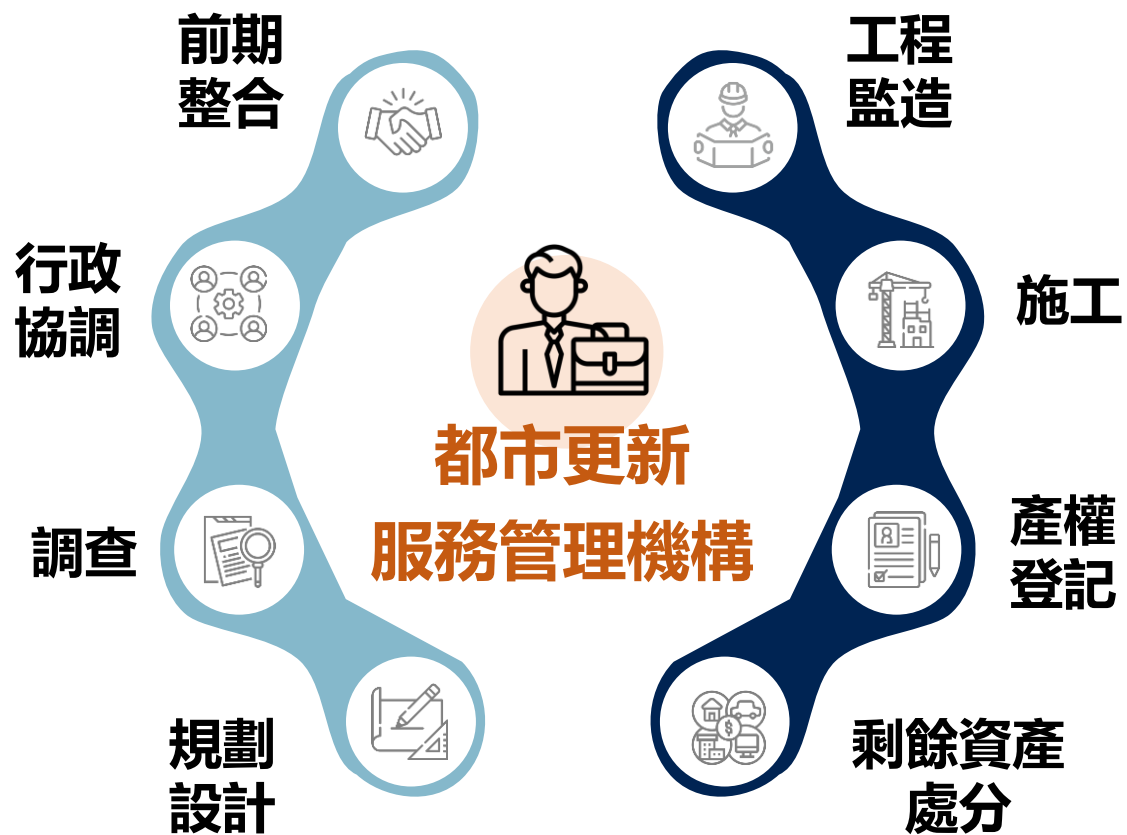 前期
整合
行政
協調
調查
規劃
設計
都市更新
服務管理機構
工程
監造
施工
產權
登記
剩餘資產
處分